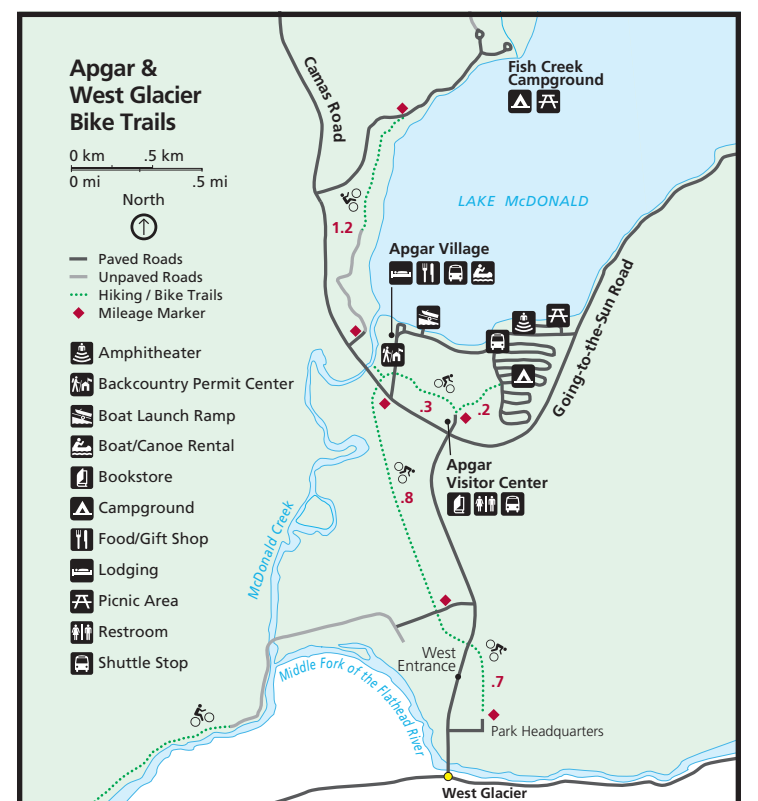 Apgar &
West Glacier
Bike Trails
0 km .5 km
0 mi .5 mi
North
Paved Roads
Unpaved Roads
Hiking / Bike Trails
Mileage Marker
Amphitheater
Backcountry Permit Center
Boat Launch Ramp
Boat/Canoe Rental
Bookstore
Campground
Food/Gift Shop
Lodging
Picnic Area
Restroom
Shuttle Stop
Camas Road
Fish Creek
Campground
LAKE McDONALD
1.2
Apgar Village
Going-to-the-Sun Road
.3
.2
Apgar
Visitor Center
.8
McDonald Creek
West
Entrance
Middle Fork of the Flathead River
.7
Park Headquarters
West Glacier